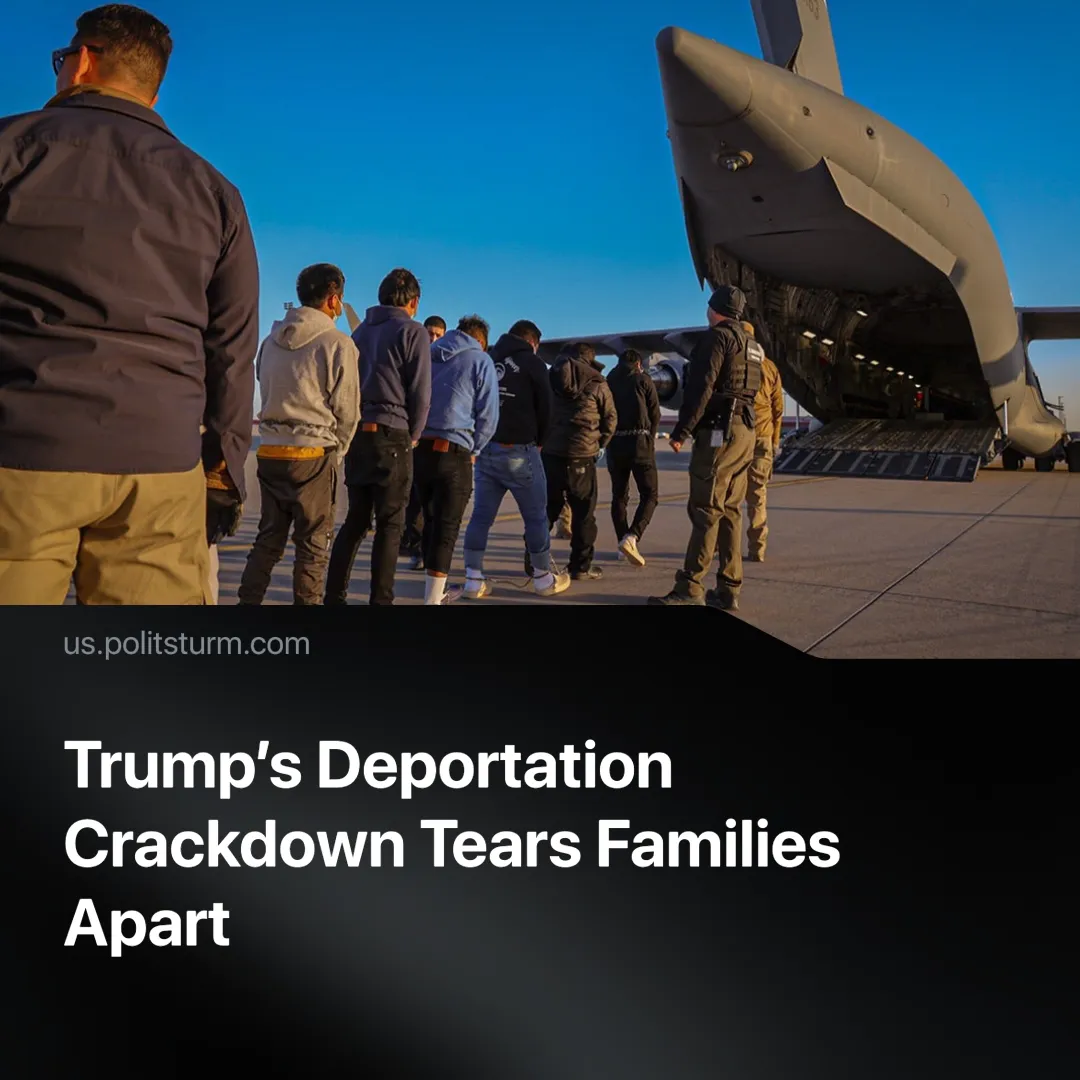 us.politsturm.com
Trump’s Deportation
Crackdown Tears Families
Apart